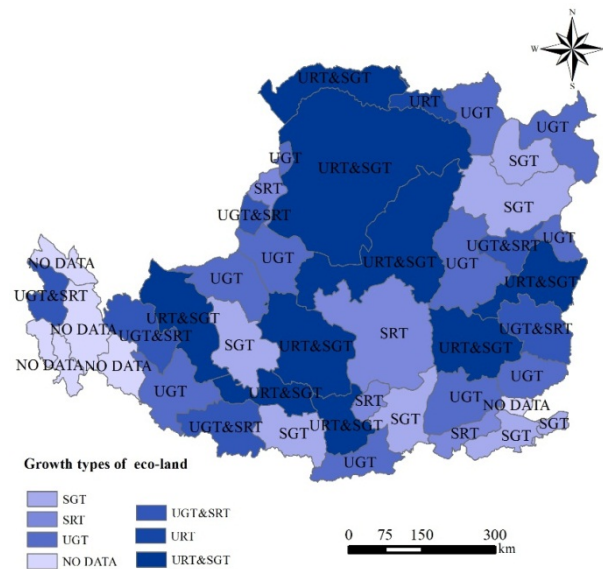 N
W
E
S
URT&SGT
URT
UGT
UGT
SGT
UGT
URT&SGT
SRT
SGT
UGT&SRT
UGT
UGT&SRT
UGT
NO DATA
URT&SGT
UGT
UGT
URT&SGT
UGT&SRT
URT&SGT
NO DATA
UGT&SRT
UGT&SRT
SGT
URT&SGT
SRT
URT&SGT
NO DATA
NO DATA
UGT
URT&SGT
SRT
UGT
UGT
NO DATA
UGT&SRT
SGT
URT&SGT
SGT
SRT
SGT
SGT
UGT
Growth types of eco-land
SGT
SRT
UGT
NO DATA
UGT&SRT
URT
URT&SGT
0 75 150 300
km